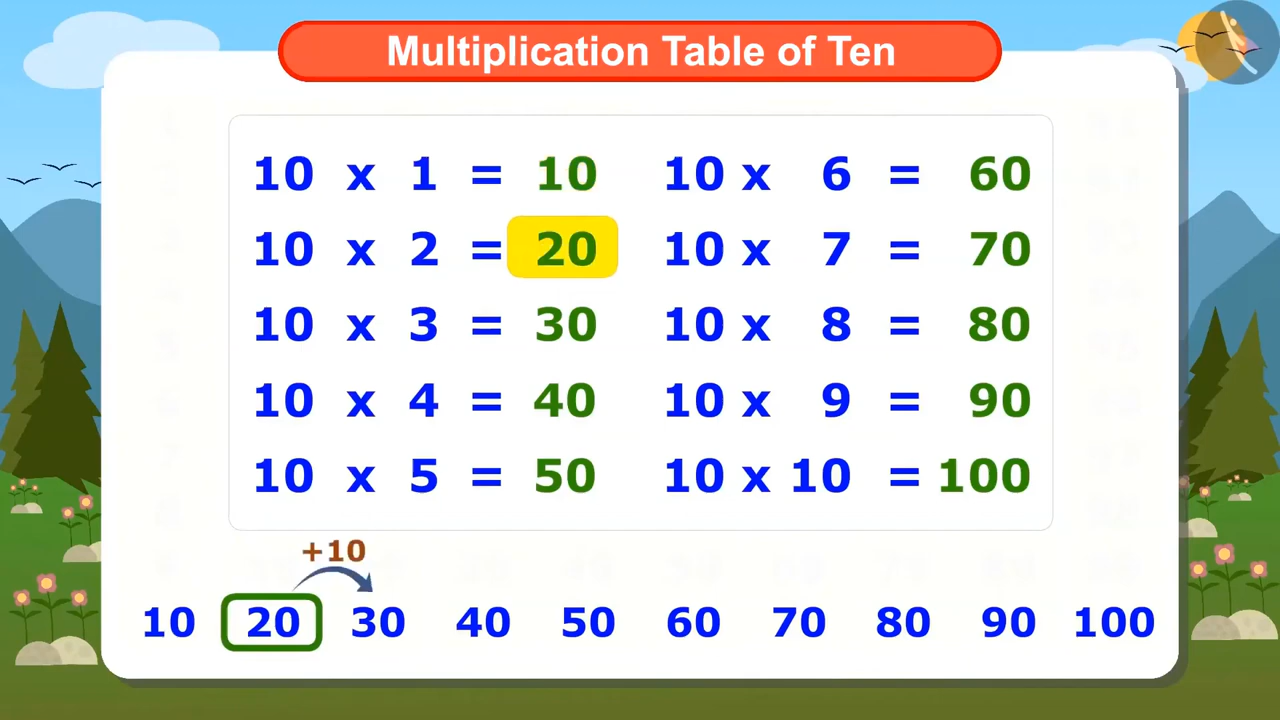 Multiplication Table of Ten
10 x 1 = 10
10 x 2 = 20
10 x 3 = 30
10 x 4 = 40
10 x 5 = 50
10 x 6 = 60
10 x 7 = 70
10 x 8 = 80
10 x 9 = 90
10 x 10 = 100
+10
10 20 30 40 50 60 70 80 90 100